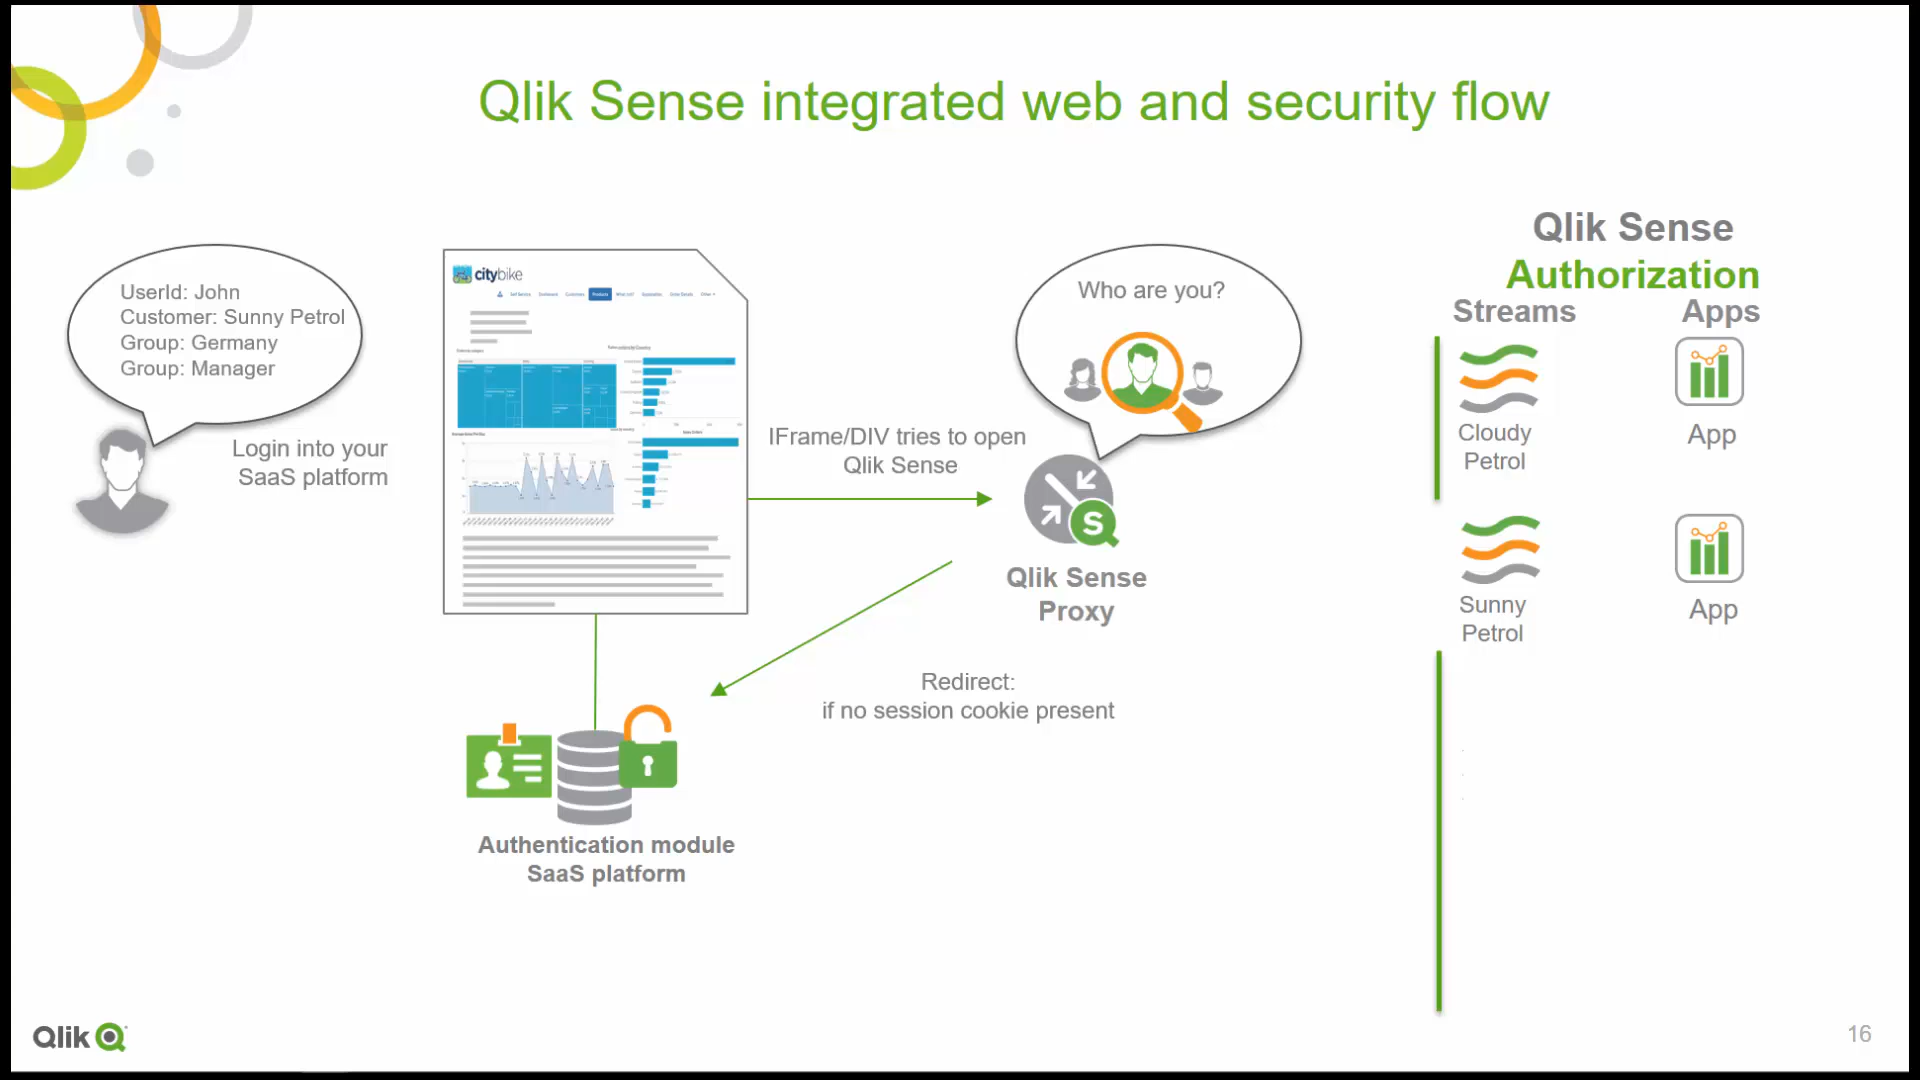 Qlik Sense integrated web and security flow
UserId: John
Customer: Sunny Petrol
Group: Germany
Group: Manager
Login into your
SaaS platform
citybike
Products
IFrame/DIV tries to open
Qlik Sense
Who are you?
S
Qlik Sense
Proxy
Redirect:
if no session cookie present
Authentication module
SaaS platform
Qlik Sense
Authorization
Streams
Apps
Cloudy
Petrol
App
Sunny
Petrol
App
Qlik
16